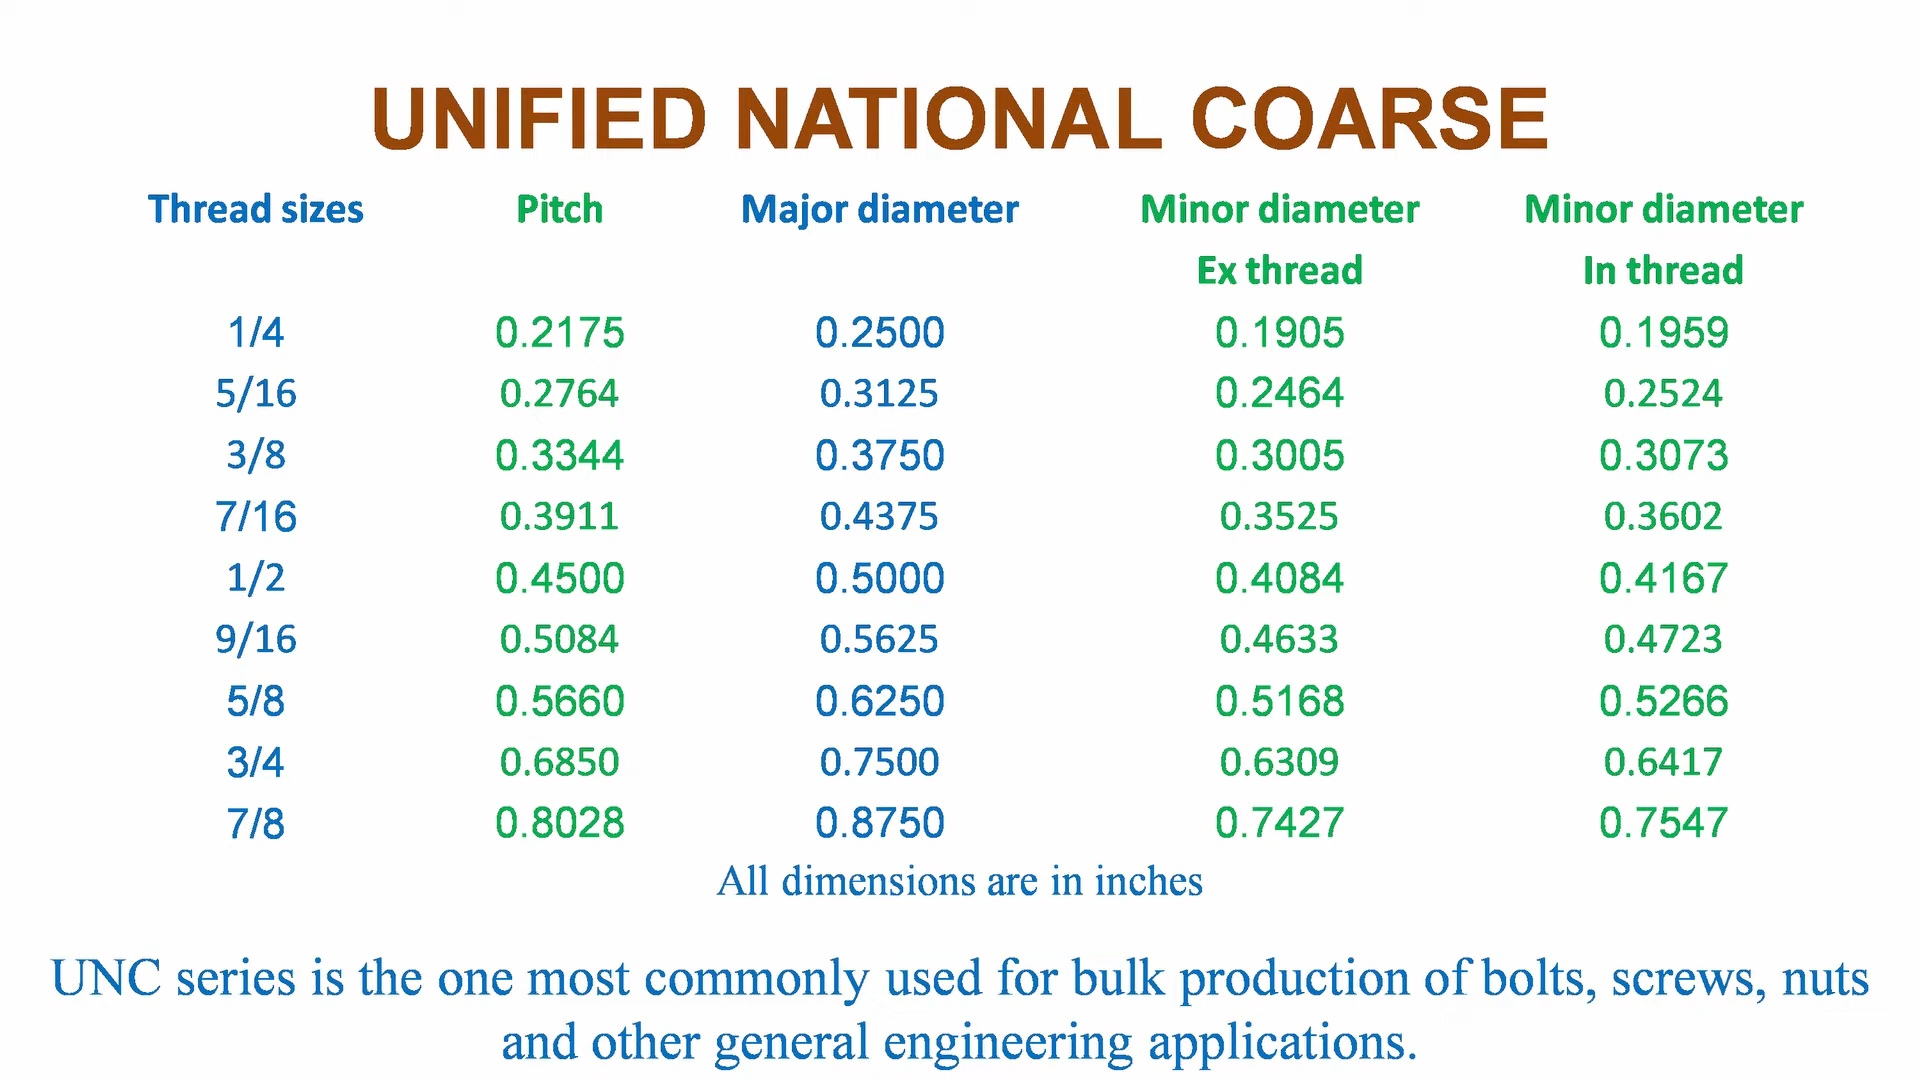 UNIFIED NATIONAL COARSE
Thread sizes Pitch Major diameter Minor diameter Minor diameter
Ex thread In thread
1/4 0.2175 0.2500 0.1905 0.1959
5/16 0.2764 0.3125 0.2464 0.2524
3/8 0.3344 0.3750 0.3005 0.3073
7/16 0.3911 0.4375 0.3525 0.3602
1/2 0.4500 0.5000 0.4084 0.4167
9/16 0.5084 0.5625 0.4633 0.4723
5/8 0.5660 0.6250 0.5168 0.5266
3/4 0.6850 0.7500 0.6309 0.6417
7/8 0.8028 0.8750 0.7427 0.7547
All dimensions are in inches
UNC series is the one most commonly used for bulk production of bolts, screws, nuts
and other general engineering applications.